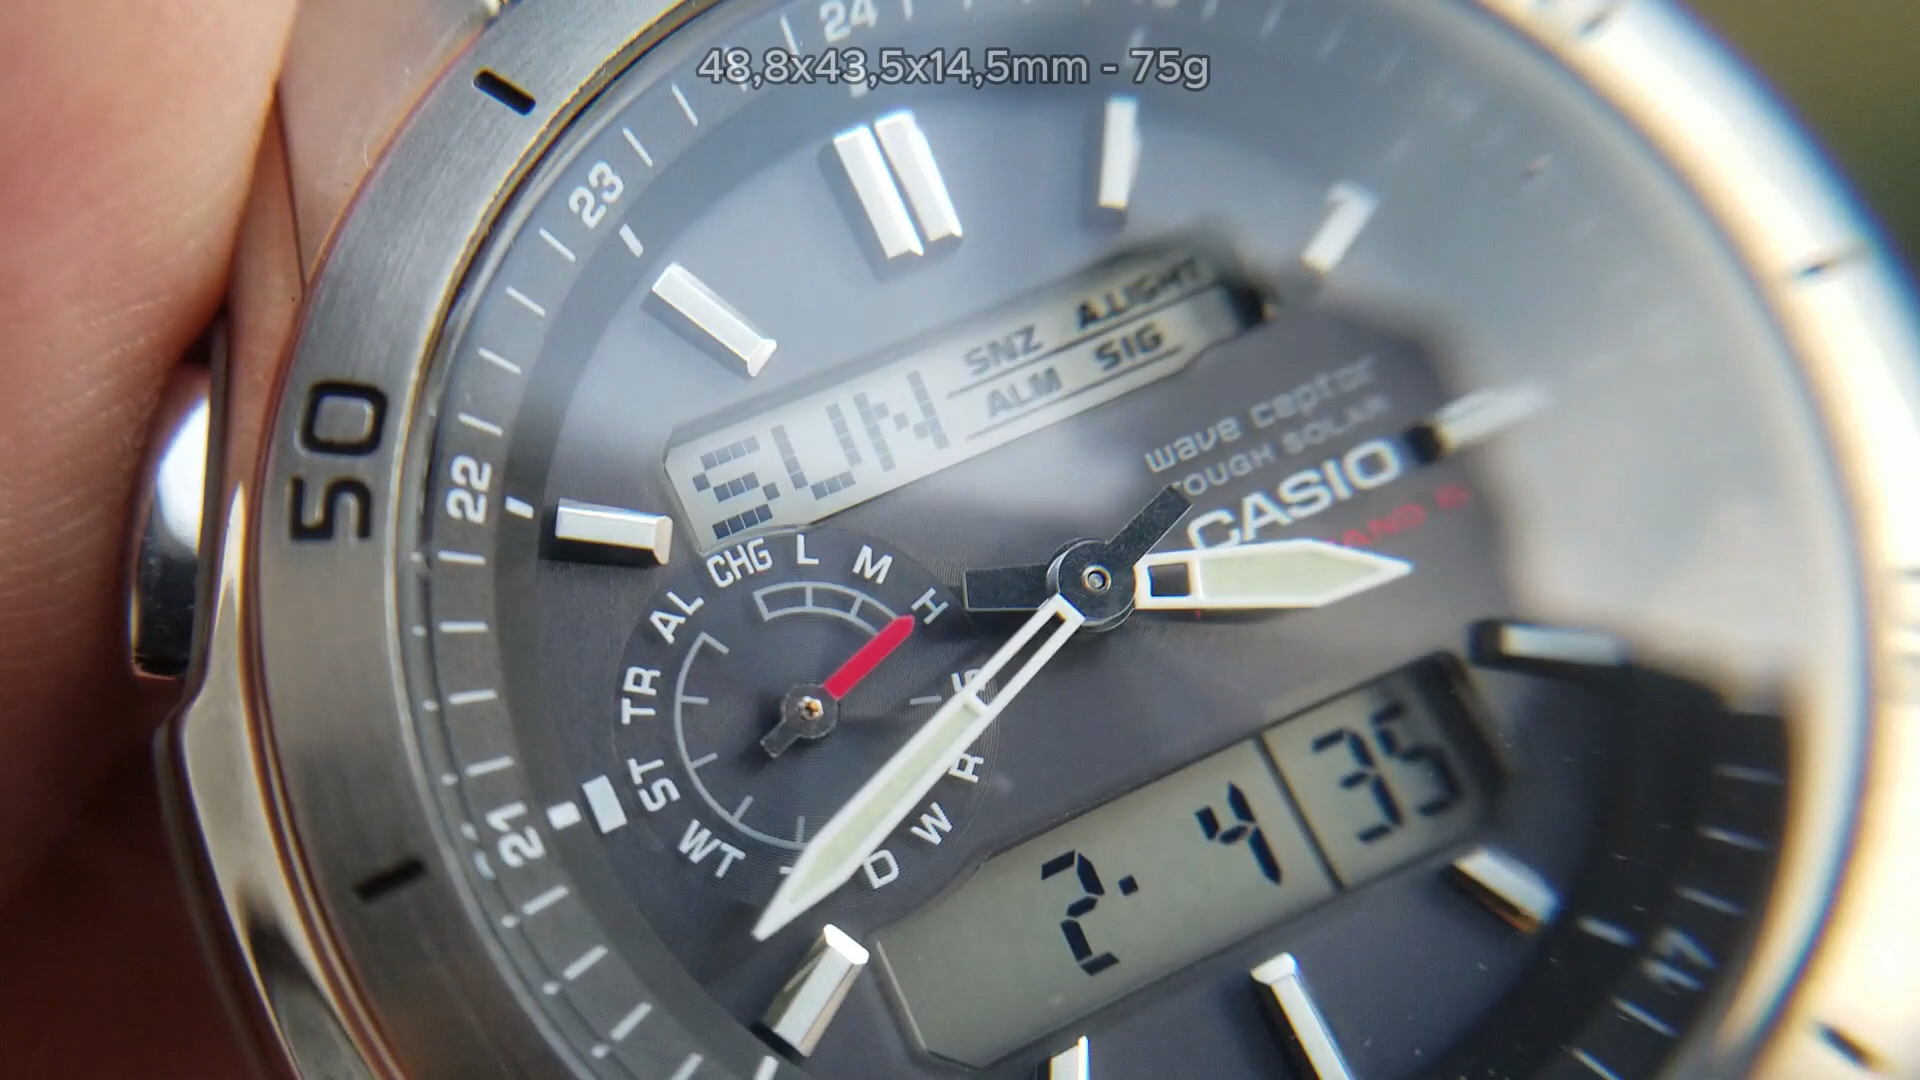 48,8x43,5x14,5mm - 75g
24
23
SNZ A.LIGHT
ALM SIG
SUN
wave ceptor
TOUGH SOLAR
CASIO
50
22
CHG L M H
AL
TR
ST
WT
S
R
W
D
21
2. 4 35
17